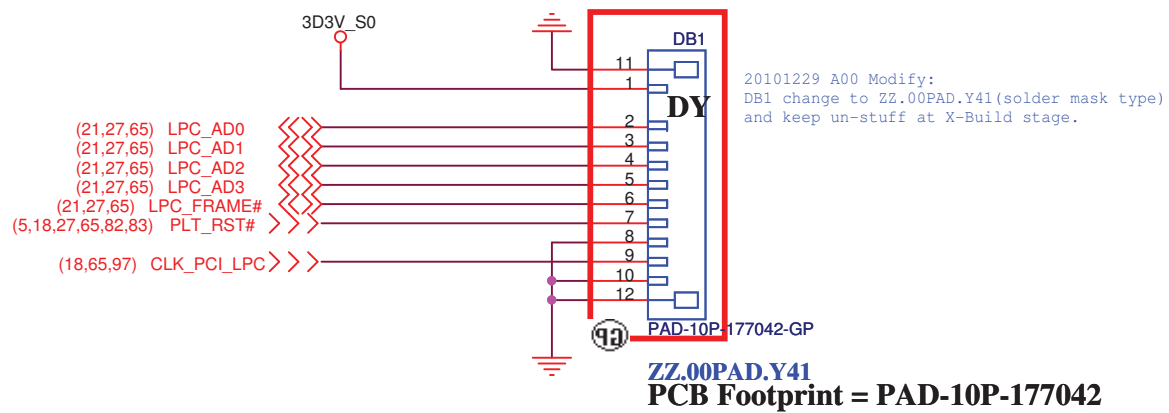 3D3V_S0
DB1
11
1
DY
20101229 A00 Modify:
DB1 change to ZZ.00PAD.Y41(solder mask type)
and keep un-stuff at X-Build stage.
(21,27,65) LPC_AD0 2
(21,27,65) LPC_AD1 3
(21,27,65) LPC_AD2 4
(21,27,65) LPC_AD3 5
(21,27,65) LPC_FRAME# 6
(5,18,27,65,82,83) PLT_RST# 7
8
(18,65,97) CLK_PCI_LPC 9
10
12
GP
PAD-10P-177042-GP
ZZ.00PAD.Y41
PCB Footprint = PAD-10P-177042